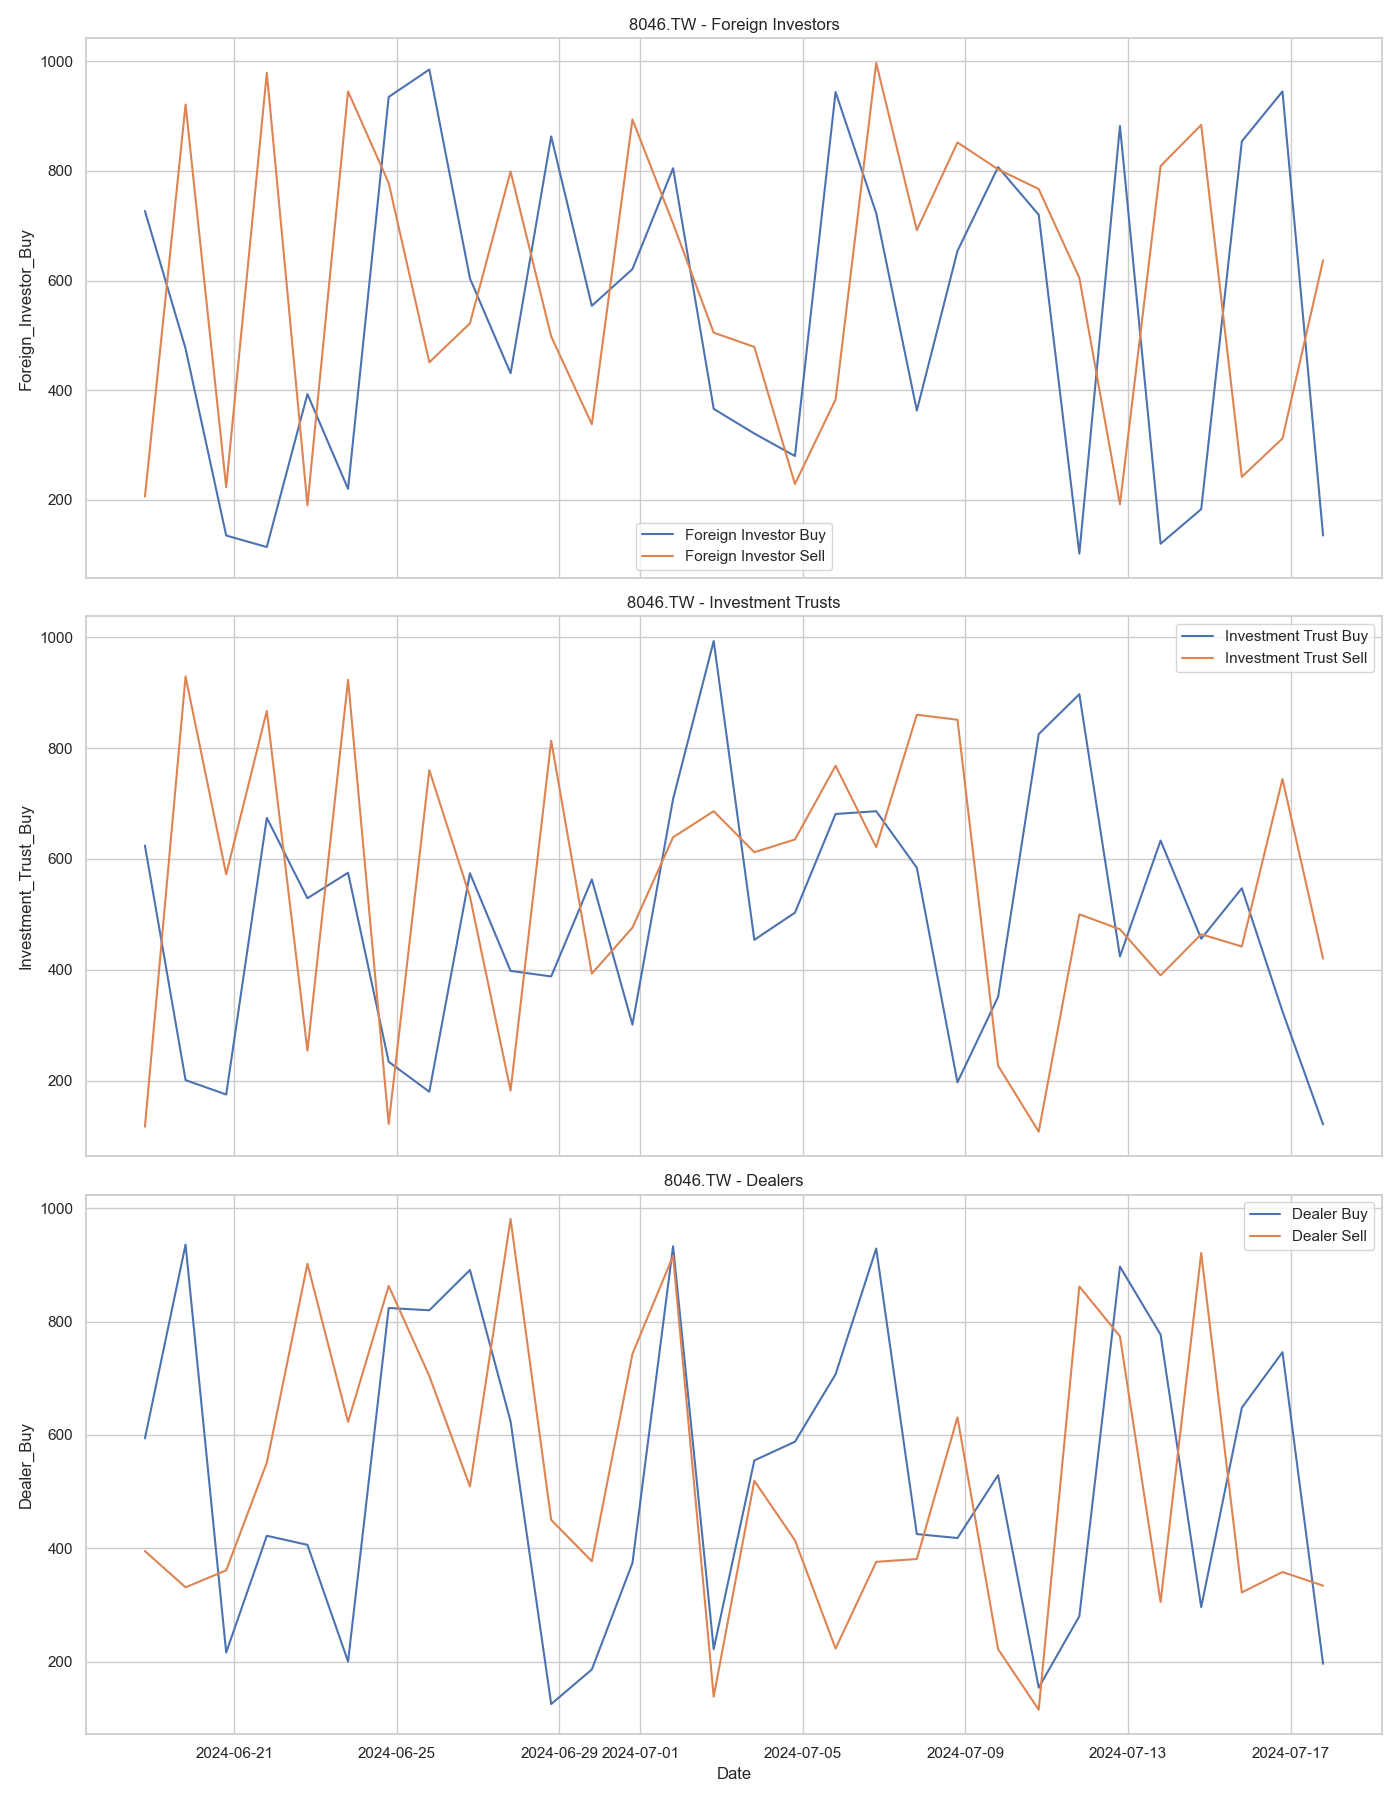 8046.TW - Foreign Investors
1000
800
600
400
200
Foreign_Investor_Buy
Foreign Investor Buy
Foreign Investor Sell
8046.TW - Investment Trusts
1000
800
600
400
200
Investment_Trust_Buy
Investment Trust Buy
Investment Trust Sell
8046.TW - Dealers
1000
800
600
400
200
Dealer_Buy
Dealer Buy
Dealer Sell
2024-06-21 2024-06-25 2024-06-29 2024-07-01 2024-07-05 2024-07-09 2024-07-13 2024-07-17
Date